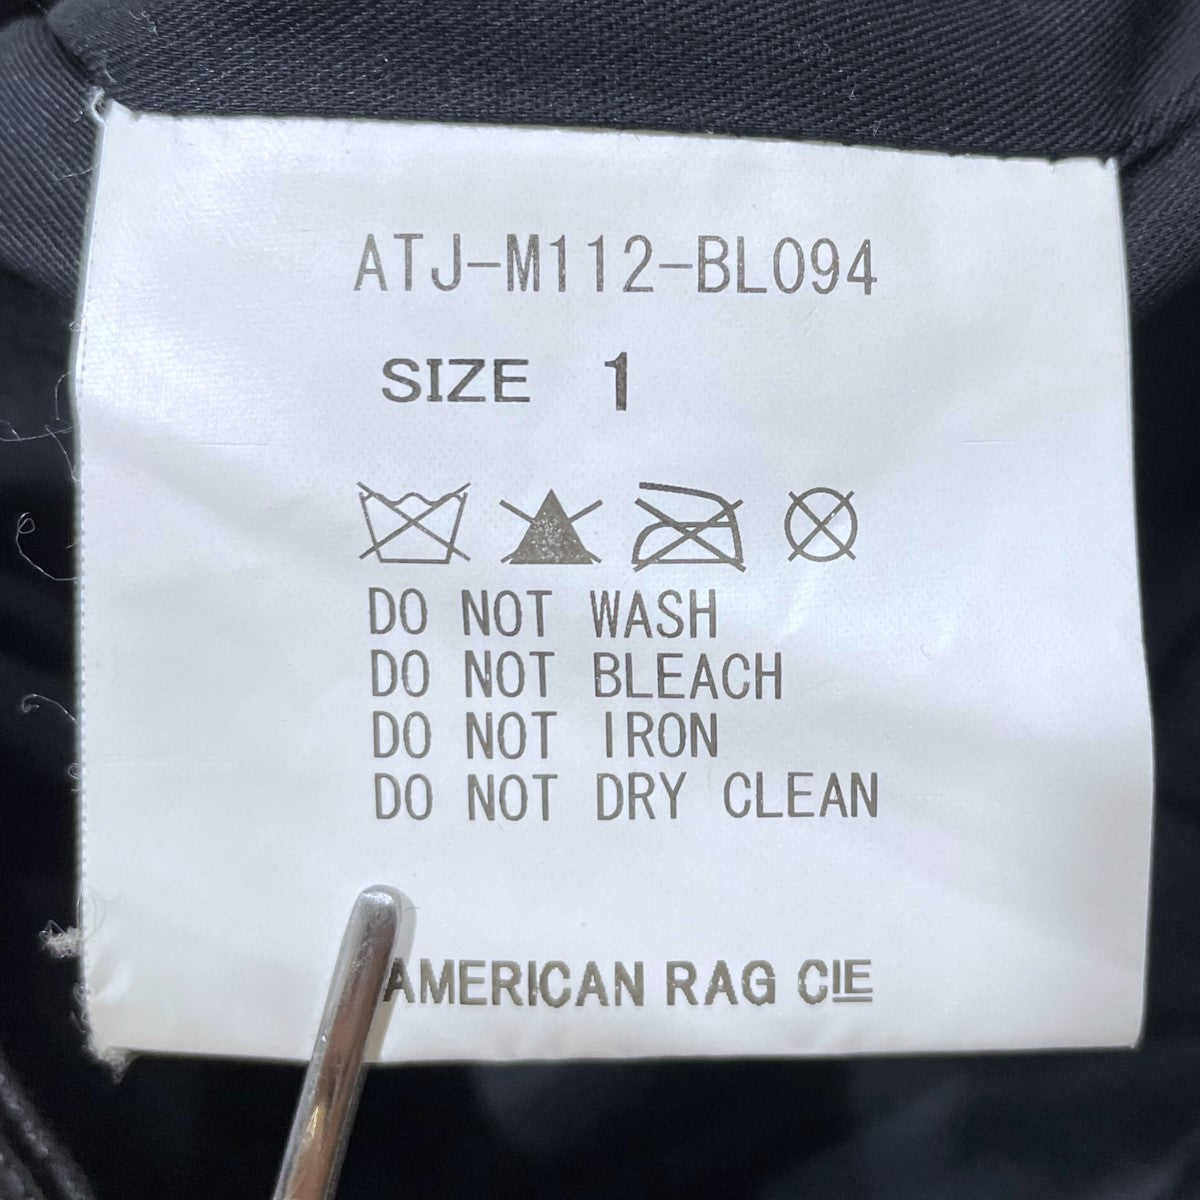 ATJ-M112-BL094
SIZE 1
DO NOT WASH
DO NOT BLEACH
DO NOT IRON
DO NOT DRY CLEAN
AMERICAN RAG CIE